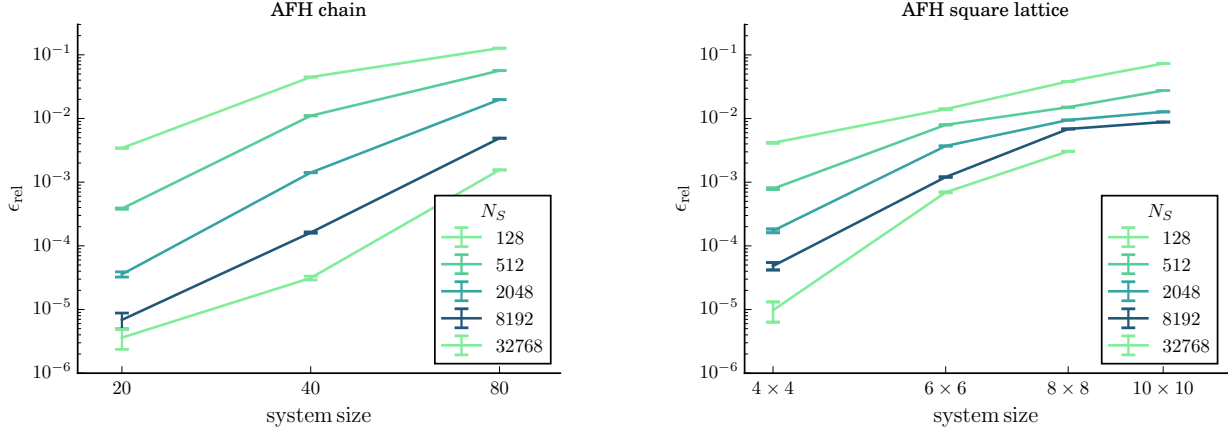 AFH chain
10⁻¹
10⁻²
10⁻³
10⁻⁴
10⁻⁵
10⁻⁶
ϵ_rel
20
40
80
system size
N_S
128
512
2048
8192
32768
AFH square lattice
10⁻¹
10⁻²
10⁻³
10⁻⁴
10⁻⁵
10⁻⁶
ϵ_rel
4 × 4
6 × 6
8 × 8
10 × 10
system size
N_S
128
512
2048
8192
32768